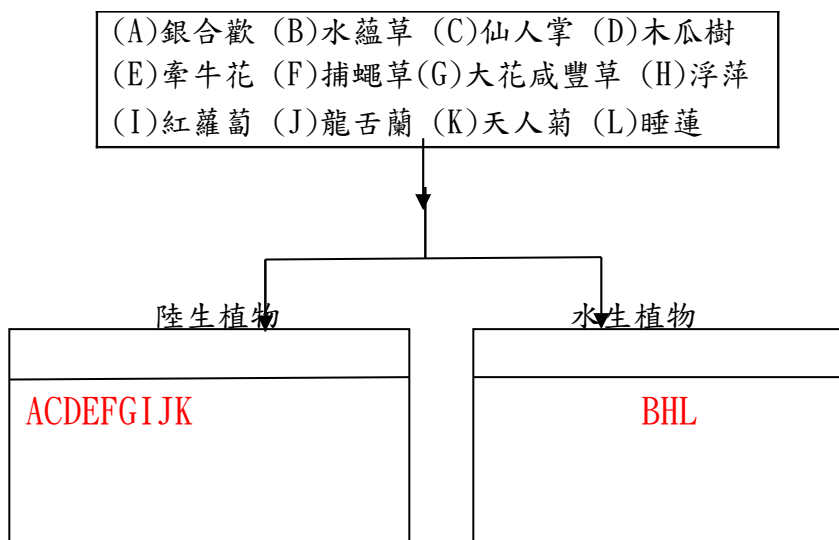 (A)銀合歡 (B)水蘊草 (C)仙人掌 (D)木瓜樹
(E)牽牛花 (F)捕蠅草(G)大花咸豐草 (H)浮萍
(I)紅蘿蔔 (J)龍舌蘭 (K)天人菊 (L)睡蓮
陸生植物 水生植物
ACDEFGIJK BHL